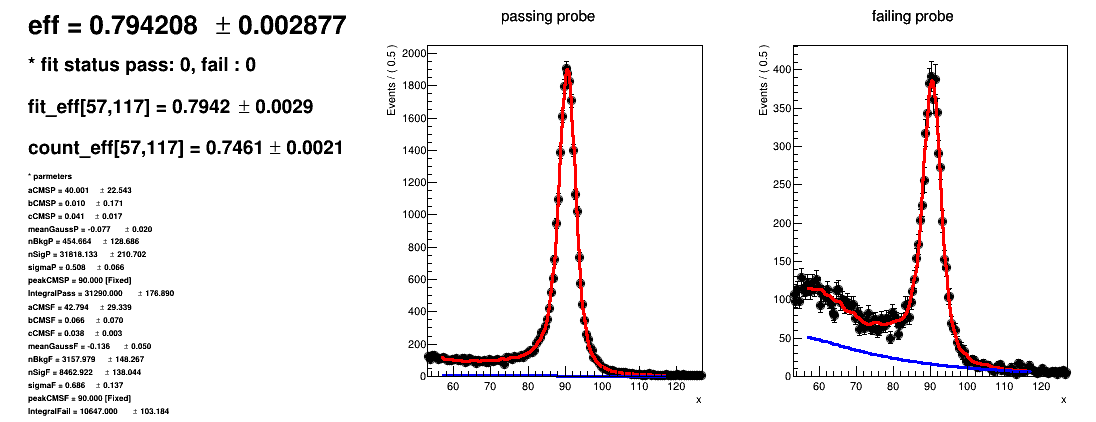 eff = 0.794208 ± 0.002877
* fit status pass: 0, fail : 0
fit_eff[57,117] = 0.7942 ± 0.0029
count_eff[57,117] = 0.7461 ± 0.0021
* parmeters
aCMSP = 40.001 ± 22.543
bCMSP = 0.010 ± 0.171
cCMSP = 0.041 ± 0.017
meanGaussP = -0.077 ± 0.020
nBkgP = 454.664 ± 128.686
nSigP = 31818.133 ± 210.702
sigmaP = 0.508 ± 0.066
peakCMSP = 90.000 [Fixed]
IntegralPass = 31290.000 ± 176.890
aCMSF = 42.794 ± 29.339
bCMSF = 0.066 ± 0.070
cCMSF = 0.038 ± 0.003
meanGaussF = -0.136 ± 0.050
nBkgF = 3157.979 ± 148.267
nSigF = 8462.922 ± 138.044
sigmaF = 0.686 ± 0.137
peakCMSF = 90.000 [Fixed]
IntegralFail = 10647.000 ± 103.184
passing probe
Events / ( 0.5 )
2000
1800
1600
1400
1200
1000
800
600
400
200
0
60 70 80 90 100 110 120
x
failing probe
Events / ( 0.5 )
400
350
300
250
200
150
100
50
0
60 70 80 90 100 110 120
x